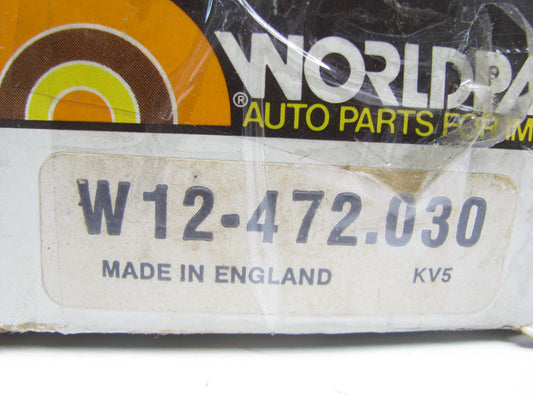 WORLDPA
® AUTO PARTS FOR IM
W12-472.030
MADE IN ENGLAND KV5